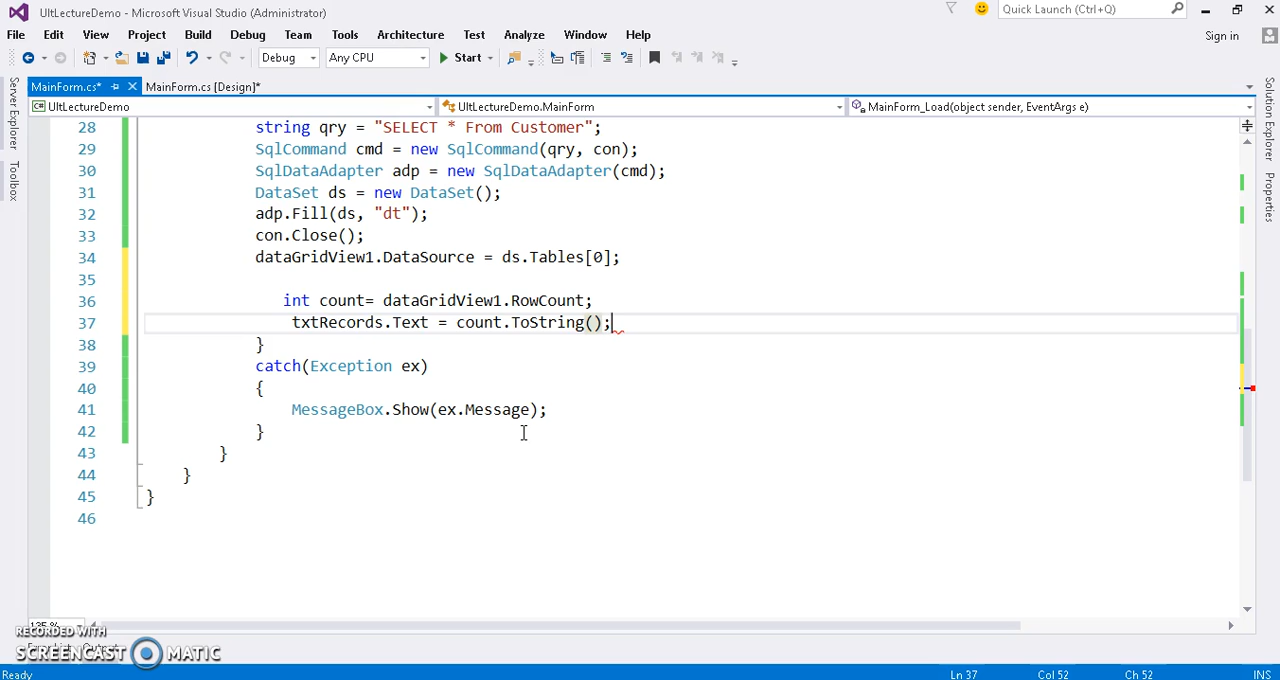 UltLectureDemo - Microsoft Visual Studio (Administrator)
Quick Launch (Ctrl+Q)
File Edit View Project Build Debug Team Tools Architecture Test Analyze Window Help
Sign in
Debug Any CPU Start
MainForm.cs* MainForm.cs [Design]*
UltLectureDemo UltLectureDemo.MainForm MainForm_Load(object sender, EventArgs e)
Server Explorer
Toolbox
Solution Explorer
Properties
28 string qry = "SELECT * From Customer";
29 SqlCommand cmd = new SqlCommand(qry, con);
30 SqlDataAdapter adp = new SqlDataAdapter(cmd);
31 DataSet ds = new DataSet();
32 adp.Fill(ds, "dt");
33 con.Close();
34 dataGridView1.DataSource = ds.Tables[0];
35
36 int count= dataGridView1.RowCount;
37 txtRecords.Text = count.ToString();
38 }
39 catch(Exception ex)
40 {
41 MessageBox.Show(ex.Message);
42 }
43 }
44 }
45 }
46
RECORDED WITH
SCREENCAST MATIC
Ready Ln 37 Col 52 Ch 52 INS